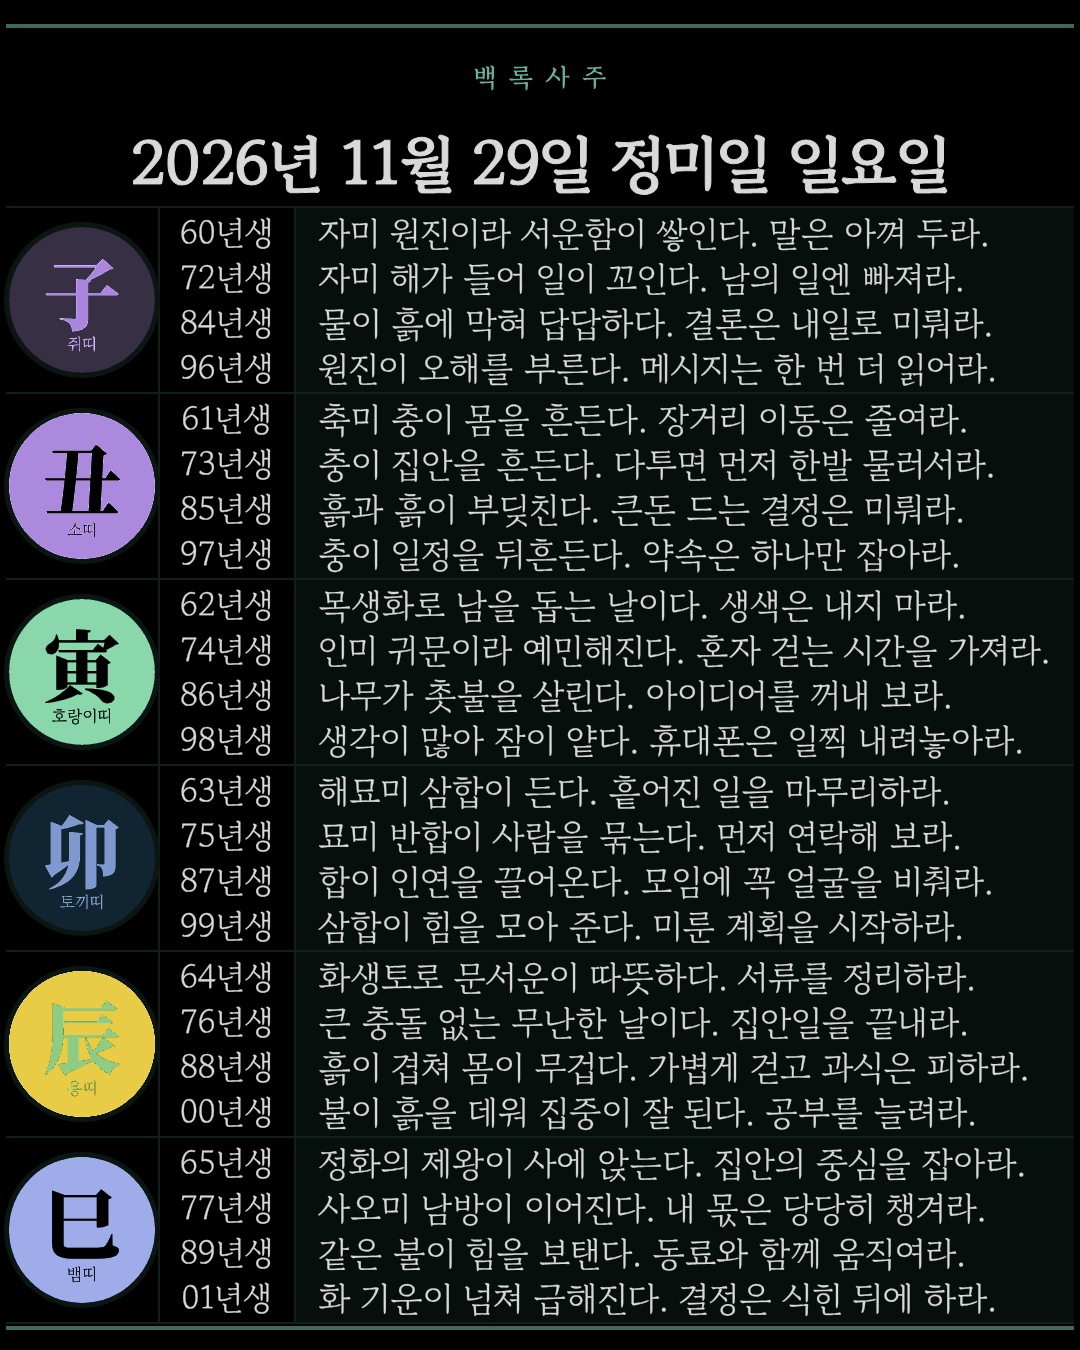 백록사주
2026년 11월 29일 정미일 일요일
子
쥐띠
60년생 자미 원진이라 서운함이 쌓인다. 말은 아껴 두라.
72년생 자미 해가 들어 일이 꼬인다. 남의 일엔 빠져라.
84년생 물이 흙에 막혀 답답하다. 결론은 내일로 미뤄라.
96년생 원진이 오해를 부른다. 메시지는 한 번 더 읽어라.
丑
소띠
61년생 축미 충이 몸을 흔든다. 장거리 이동은 줄여라.
73년생 충이 집안을 흔든다. 다투면 먼저 한발 물러서라.
85년생 흙과 흙이 부딪친다. 큰돈 드는 결정은 미뤄라.
97년생 충이 일정을 뒤흔든다. 약속은 하나만 잡아라.
寅
호랑이띠
62년생 목생화로 남을 돕는 날이다. 생색은 내지 마라.
74년생 인미 귀문이라 예민해진다. 혼자 걷는 시간을 가져라.
86년생 나무가 촛불을 살린다. 아이디어를 꺼내 보라.
98년생 생각이 많아 잠이 얕다. 휴대폰은 일찍 내려놓아라.
卯
토끼띠
63년생 해묘미 삼합이 든다. 흩어진 일을 마무리하라.
75년생 묘미 반합이 사람을 묶는다. 먼저 연락해 보라.
87년생 합이 인연을 끌어온다. 모임에 꼭 얼굴을 비춰라.
99년생 삼합이 힘을 모아 준다. 미룬 계획을 시작하라.
辰
용띠
64년생 화생토로 문서운이 따뜻하다. 서류를 정리하라.
76년생 큰 충돌 없는 무난한 날이다. 집안일을 끝내라.
88년생 흙이 겹쳐 몸이 무겁다. 가볍게 걷고 과식은 피하라.
00년생 불이 흙을 데워 집중이 잘 된다. 공부를 늘려라.
巳
뱀띠
65년생 정화의 제왕이 사에 앉는다. 집안의 중심을 잡아라.
77년생 사오미 남방이 이어진다. 내 몫은 당당히 챙겨라.
89년생 같은 불이 힘을 보탠다. 동료와 함께 움직여라.
01년생 화 기운이 넘쳐 급해진다. 결정은 식힌 뒤에 하라.